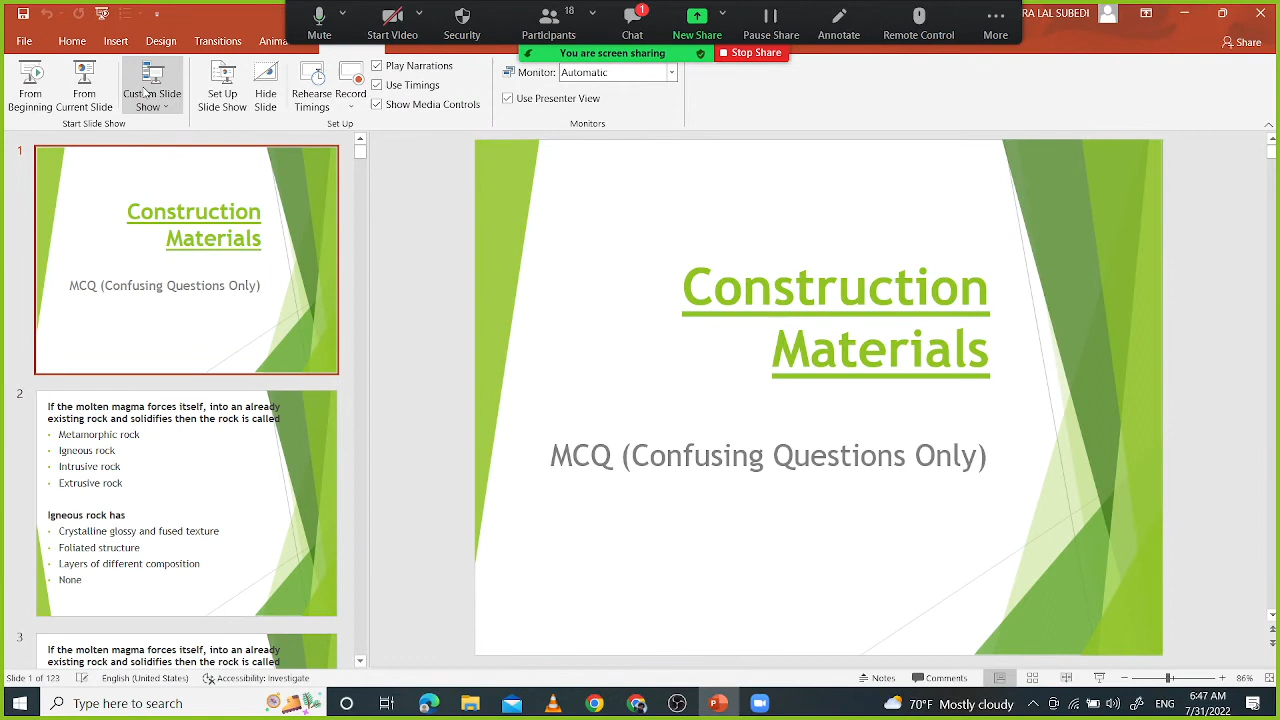 Mute
Start Video
Security
Participants
18
Chat
1
New Share
Pause Share
Annotate
Remote Control
More
RA LAL SUBEDI
You are screen sharing
Stop Share
File
Home
Insert
Design
Transitions
Anima
Share
From Beginning
From Current Slide
Custom Slide Show
Set Up Slide Show
Hide Slide
Rehearse Timings
Record
Play Narrations
Use Timings
Show Media Controls
Monitor: Automatic
Use Presenter View
Start Slide Show
Set Up
Monitors
1
Construction
Materials
MCQ (Confusing Questions Only)
2
If the molten magma forces itself, into an already
existing rock and solidifies then the rock is called
Metamorphic rock
Igneous rock
Intrusive rock
Extrusive rock
Igneous rock has
Crystalline glossy and fused texture
Foliated structure
Layers of different composition
None
3
If the molten magma forces itself, into an already
existing rock and solidifies then the rock is called
Construction
Materials
MCQ (Confusing Questions Only)
Slide 1 of 123
English (United States)
Accessibility: Investigate
Notes
Comments
86%
Type here to search
70°F Mostly cloudy
ENG
6:47 AM
7/31/2022